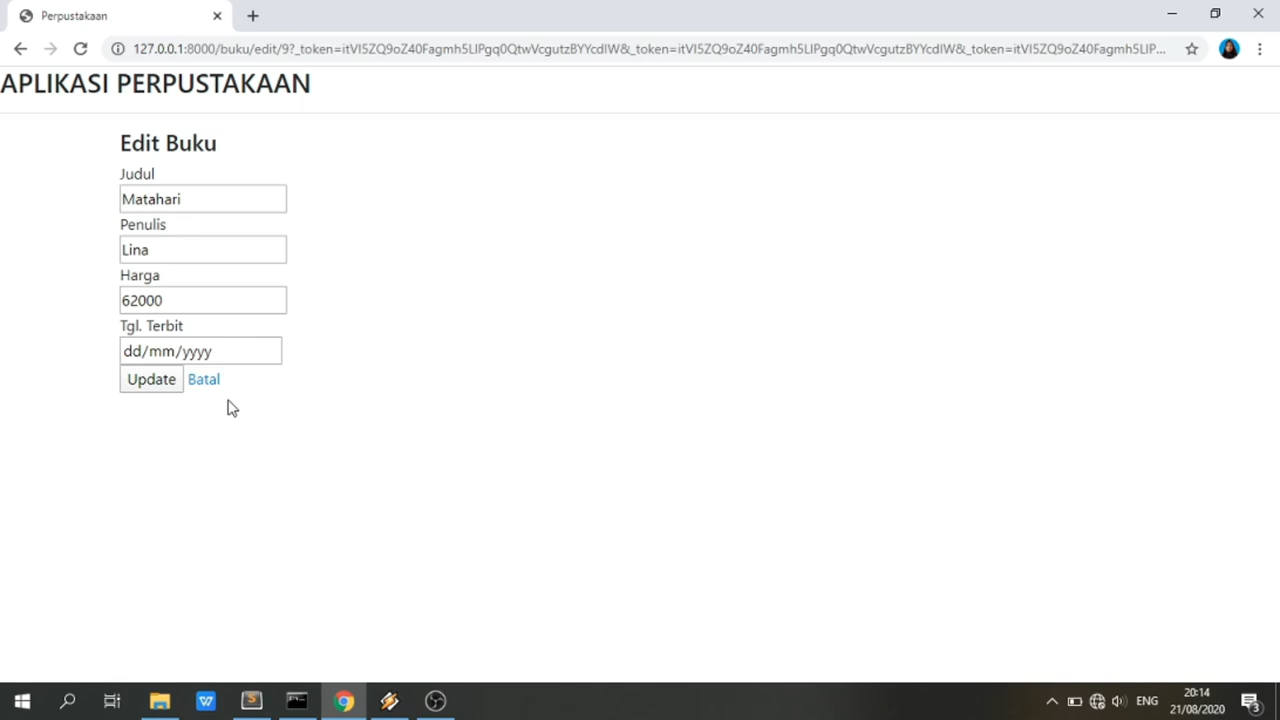 Perpustakaan
127.0.0.1:8000/buku/edit/9?_token=itVI5ZQ9oZ40Fagmh5LIPgq0QtwVcgutzBYYcdIW&_token=itVI5ZQ9oZ40Fagmh5LIPgq0QtwVcgutzBYYcdIW&_token=itVI5ZQ9oZ40Fagmh5LIP...
APLIKASI PERPUSTAKAAN
Edit Buku
Judul
Matahari
Penulis
Lina
Harga
62000
Tgl. Terbit
dd/mm/yyyy
Update Batal
ENG
20:14
21/08/2020
3